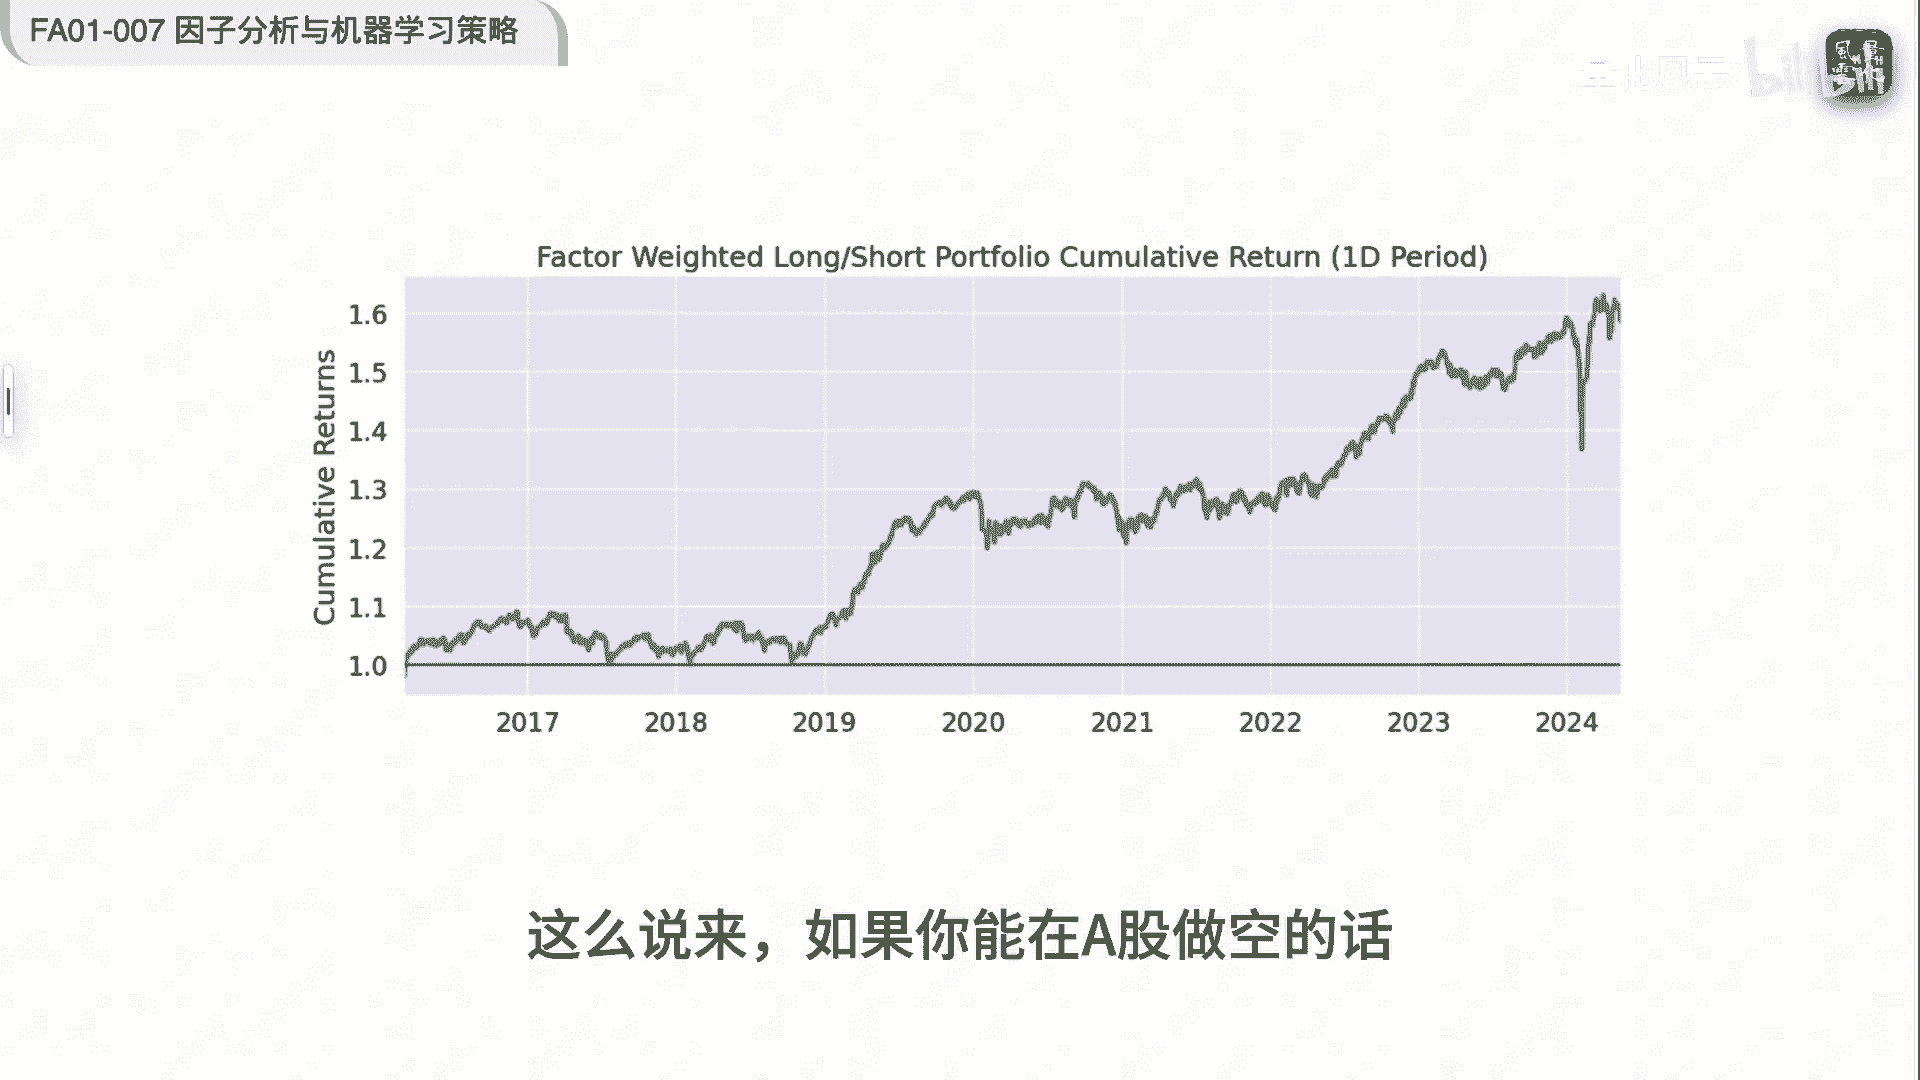 FA01-007 因子分析与机器学习策略
bilibili
Factor Weighted Long/Short Portfolio Cumulative Return (1D Period)
Cumulative Returns
1.6
1.5
1.4
1.3
1.2
1.1
1.0
2017 2018 2019 2020 2021 2022 2023 2024
这么说来，如果你能在A股做空的话